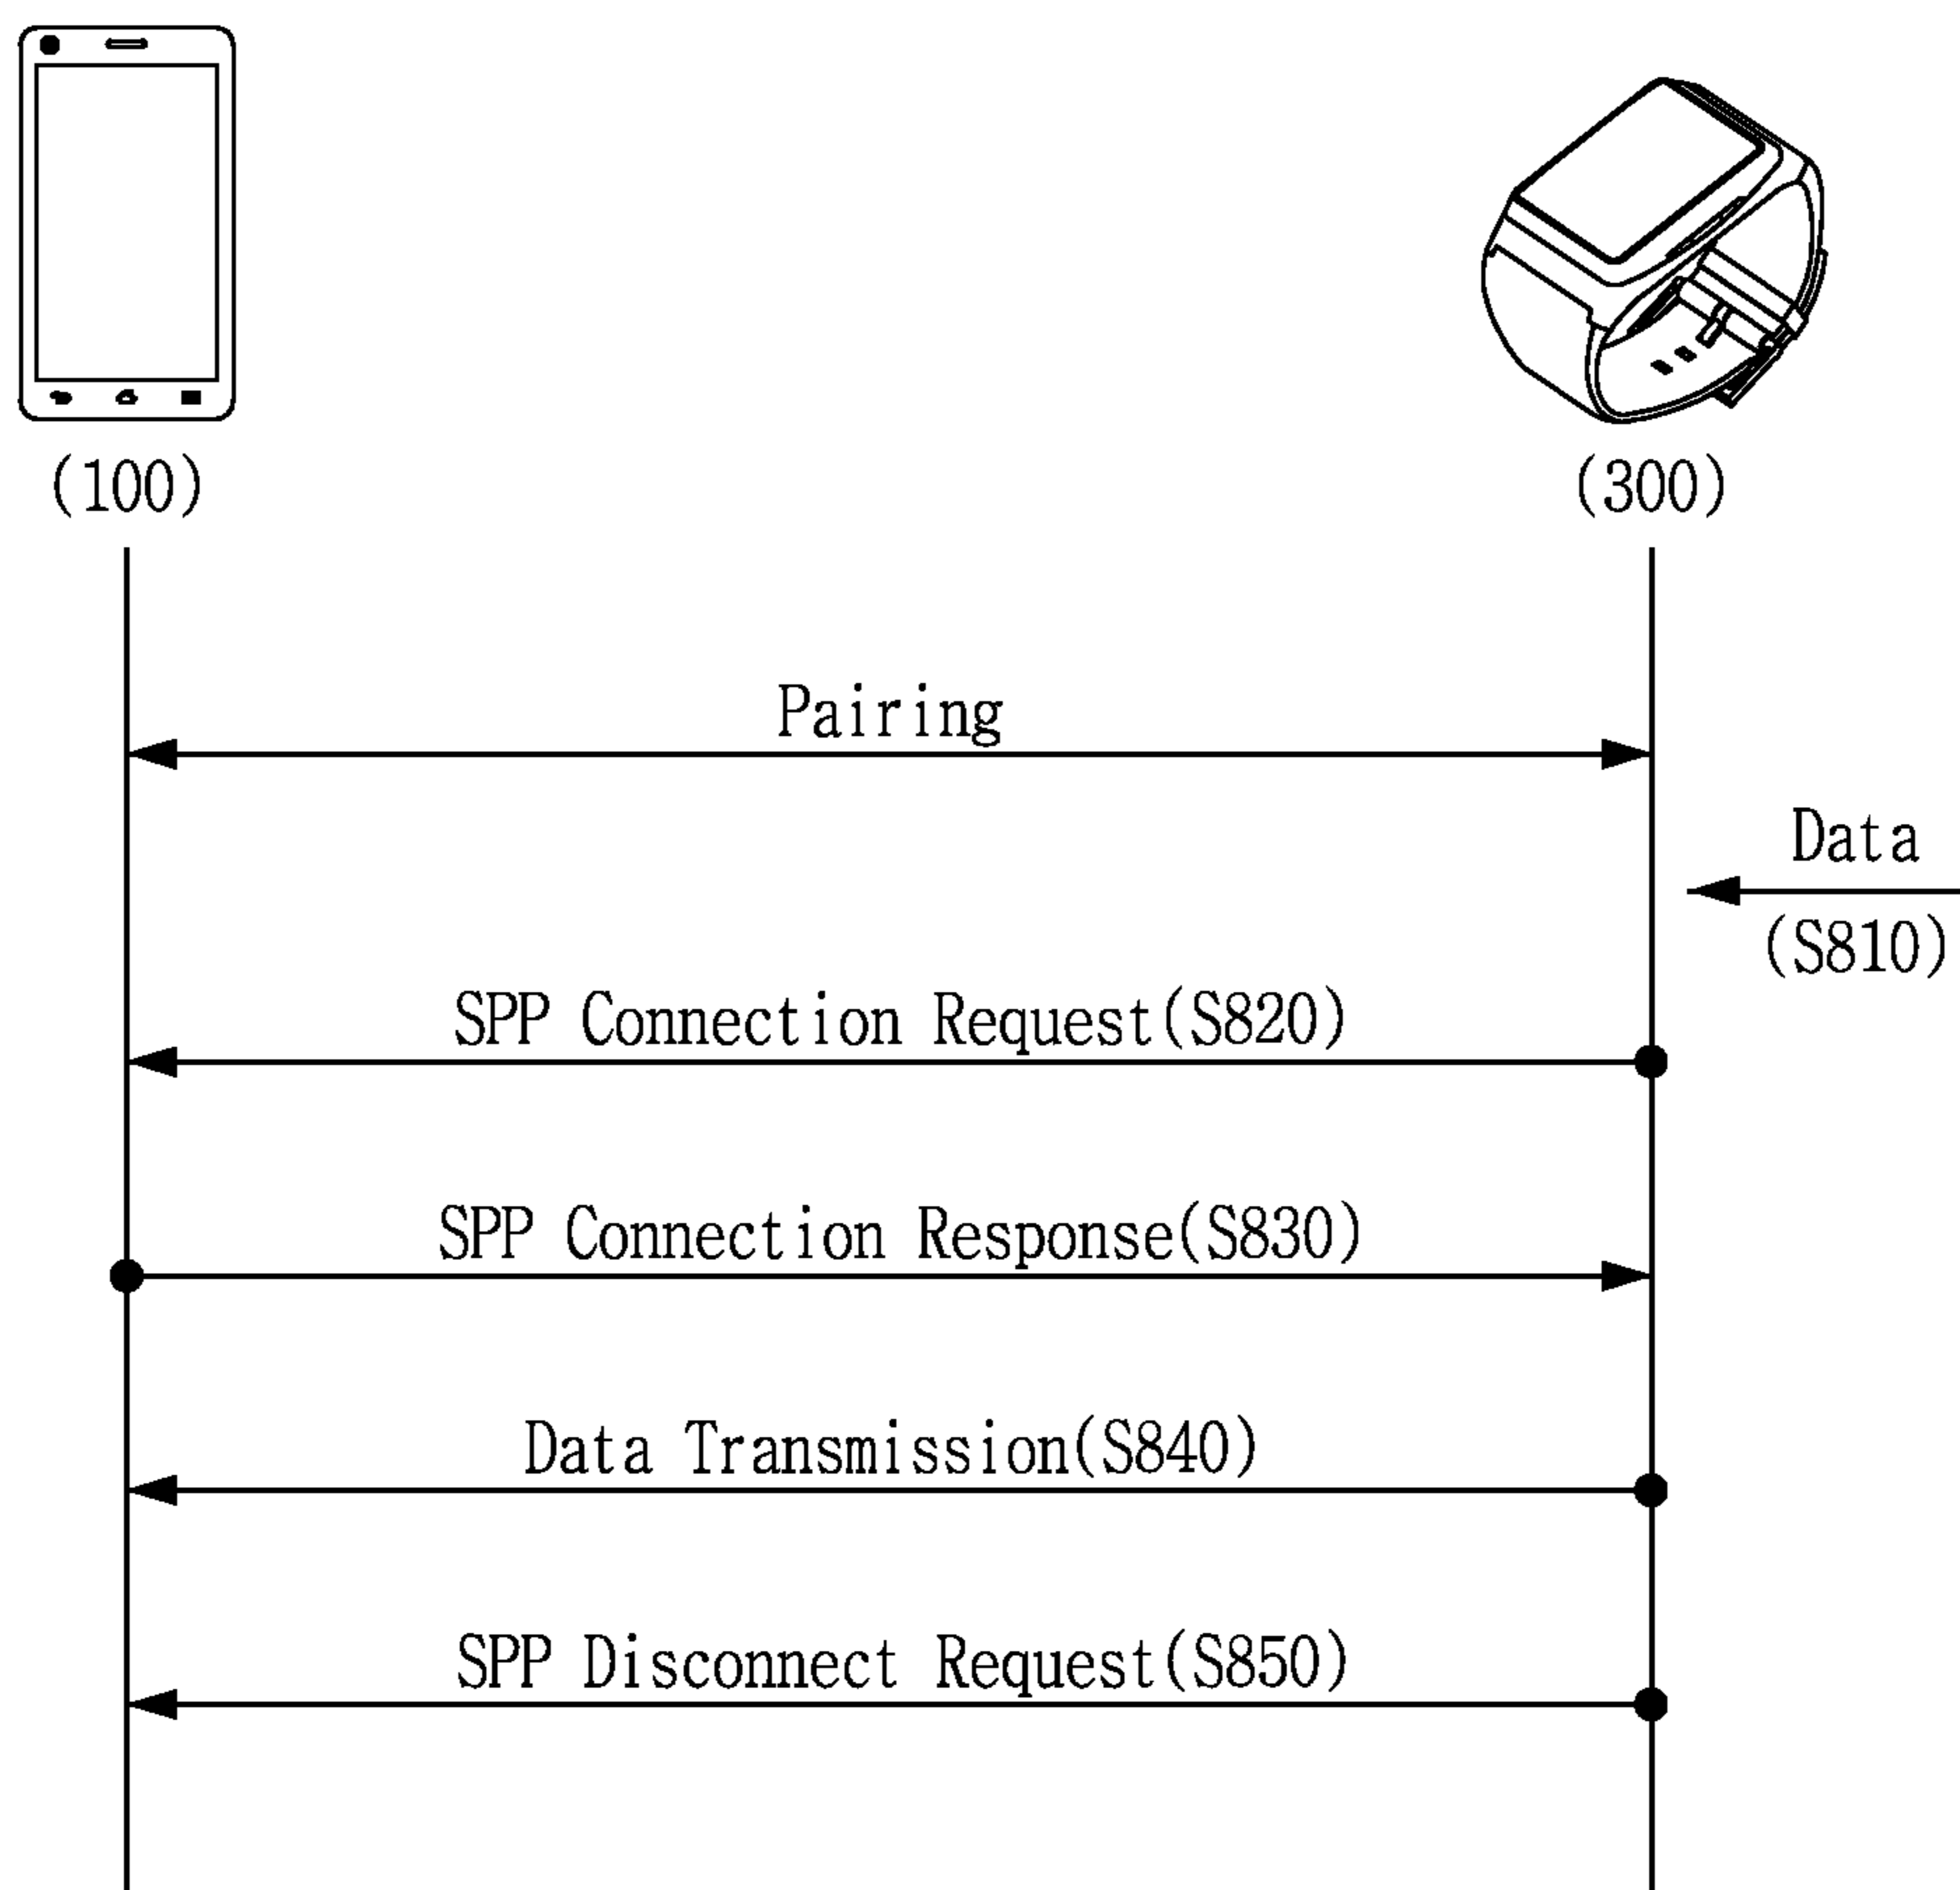 (100)
(300)
Pairing
Data
(S810)
SPP Connection Request(S820)
SPP Connection Response(S830)
Data Transmission(S840)
SPP Disconnect Request(S850)